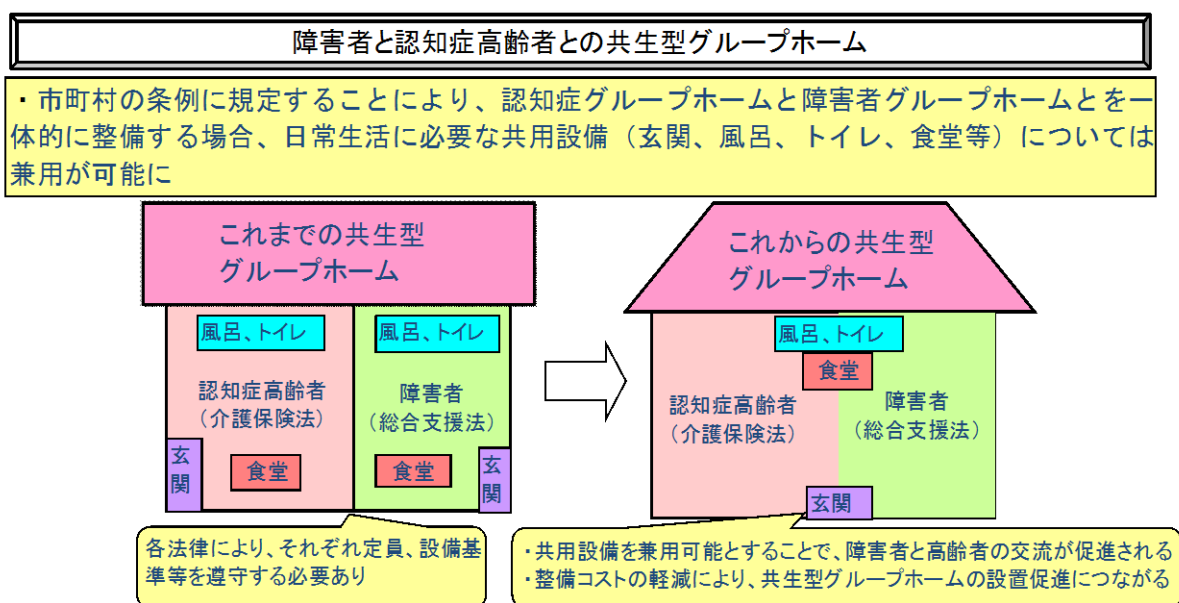 障害者と認知症高齢者との共生型グループホーム
・市町村の条例に規定することにより、認知症グループホームと障害者グループホームとを一
体的に整備する場合、日常生活に必要な共用設備（玄関、風呂、トイレ、食堂等）については
兼用が可能に
これまでの共生型
グループホーム
風呂、トイレ
風呂、トイレ
認知症高齢者
（介護保険法）
障害者
（総合支援法）
玄
関
食堂
食堂
玄
関
各法律により、それぞれ定員、設備基
準等を遵守する必要あり
これからの共生型
グループホーム
風呂、トイレ
食堂
認知症高齢者
（介護保険法）
障害者
（総合支援法）
玄関
・共用設備を兼用可能とすることで、障害者と高齢者の交流が促進される
・整備コストの軽減により、共生型グループホームの設置促進につながる